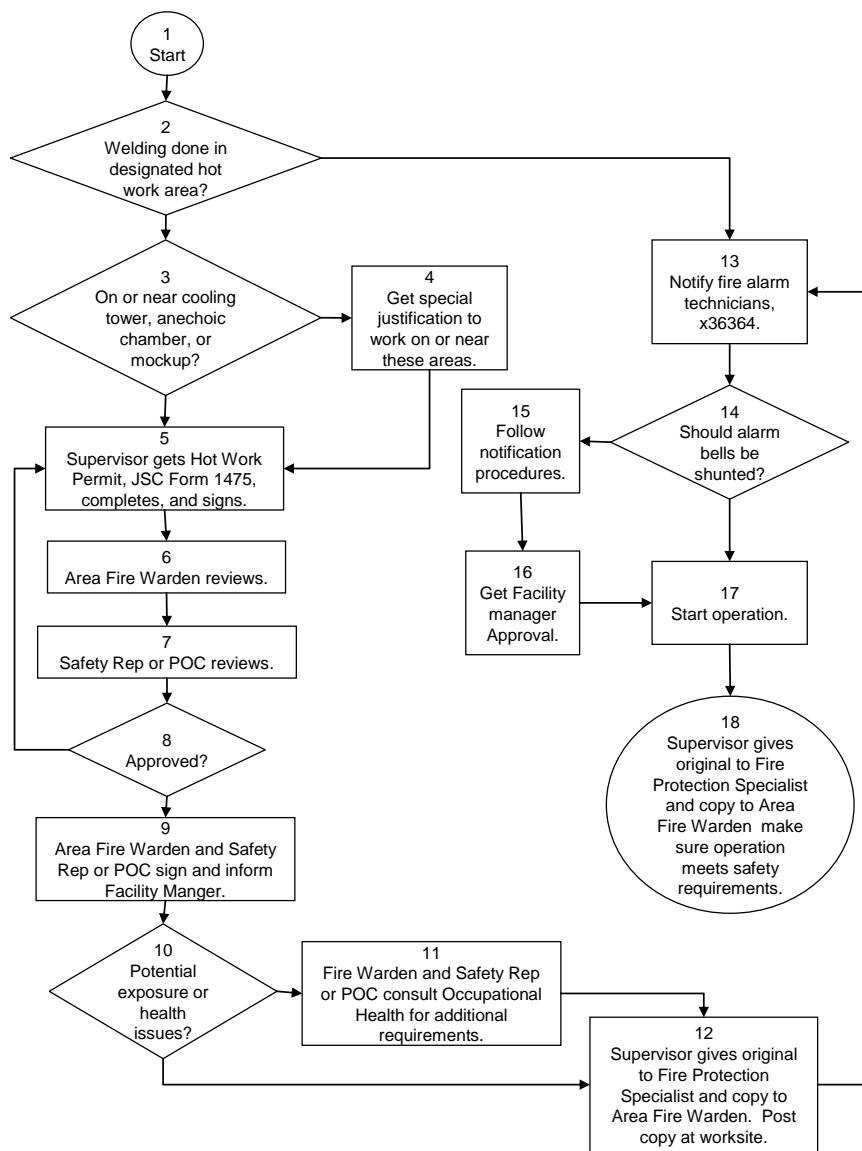 1
Start
2
Welding done in
designated hot
work area?
3
On or near cooling
tower, anechoic
chamber, or
mockup?
4
Get special
justification to
work on or near
these areas.
5
Supervisor gets Hot Work
Permit, JSC Form 1475,
completes, and signs.
6
Area Fire Warden reviews.
7
Safety Rep or POC reviews.
8
Approved?
9
Area Fire Warden and Safety
Rep or POC sign and inform
Facility Manger.
10
Potential
exposure or
health
issues?
11
Fire Warden and Safety Rep
or POC consult Occupational
Health for additional
requirements.
12
Supervisor gives original
to Fire Protection
Specialist and copy to
Area Fire Warden.  Post
copy at worksite.
13
Notify fire alarm
technicians,
x36364.
14
Should alarm
bells be
shunted?
15
Follow
notification
procedures.
16
Get Facility
manager
Approval.
17
Start operation.
18
Supervisor gives
original to Fire
Protection Specialist
and copy to Area
Fire Warden  make
sure operation
meets safety
requirements.